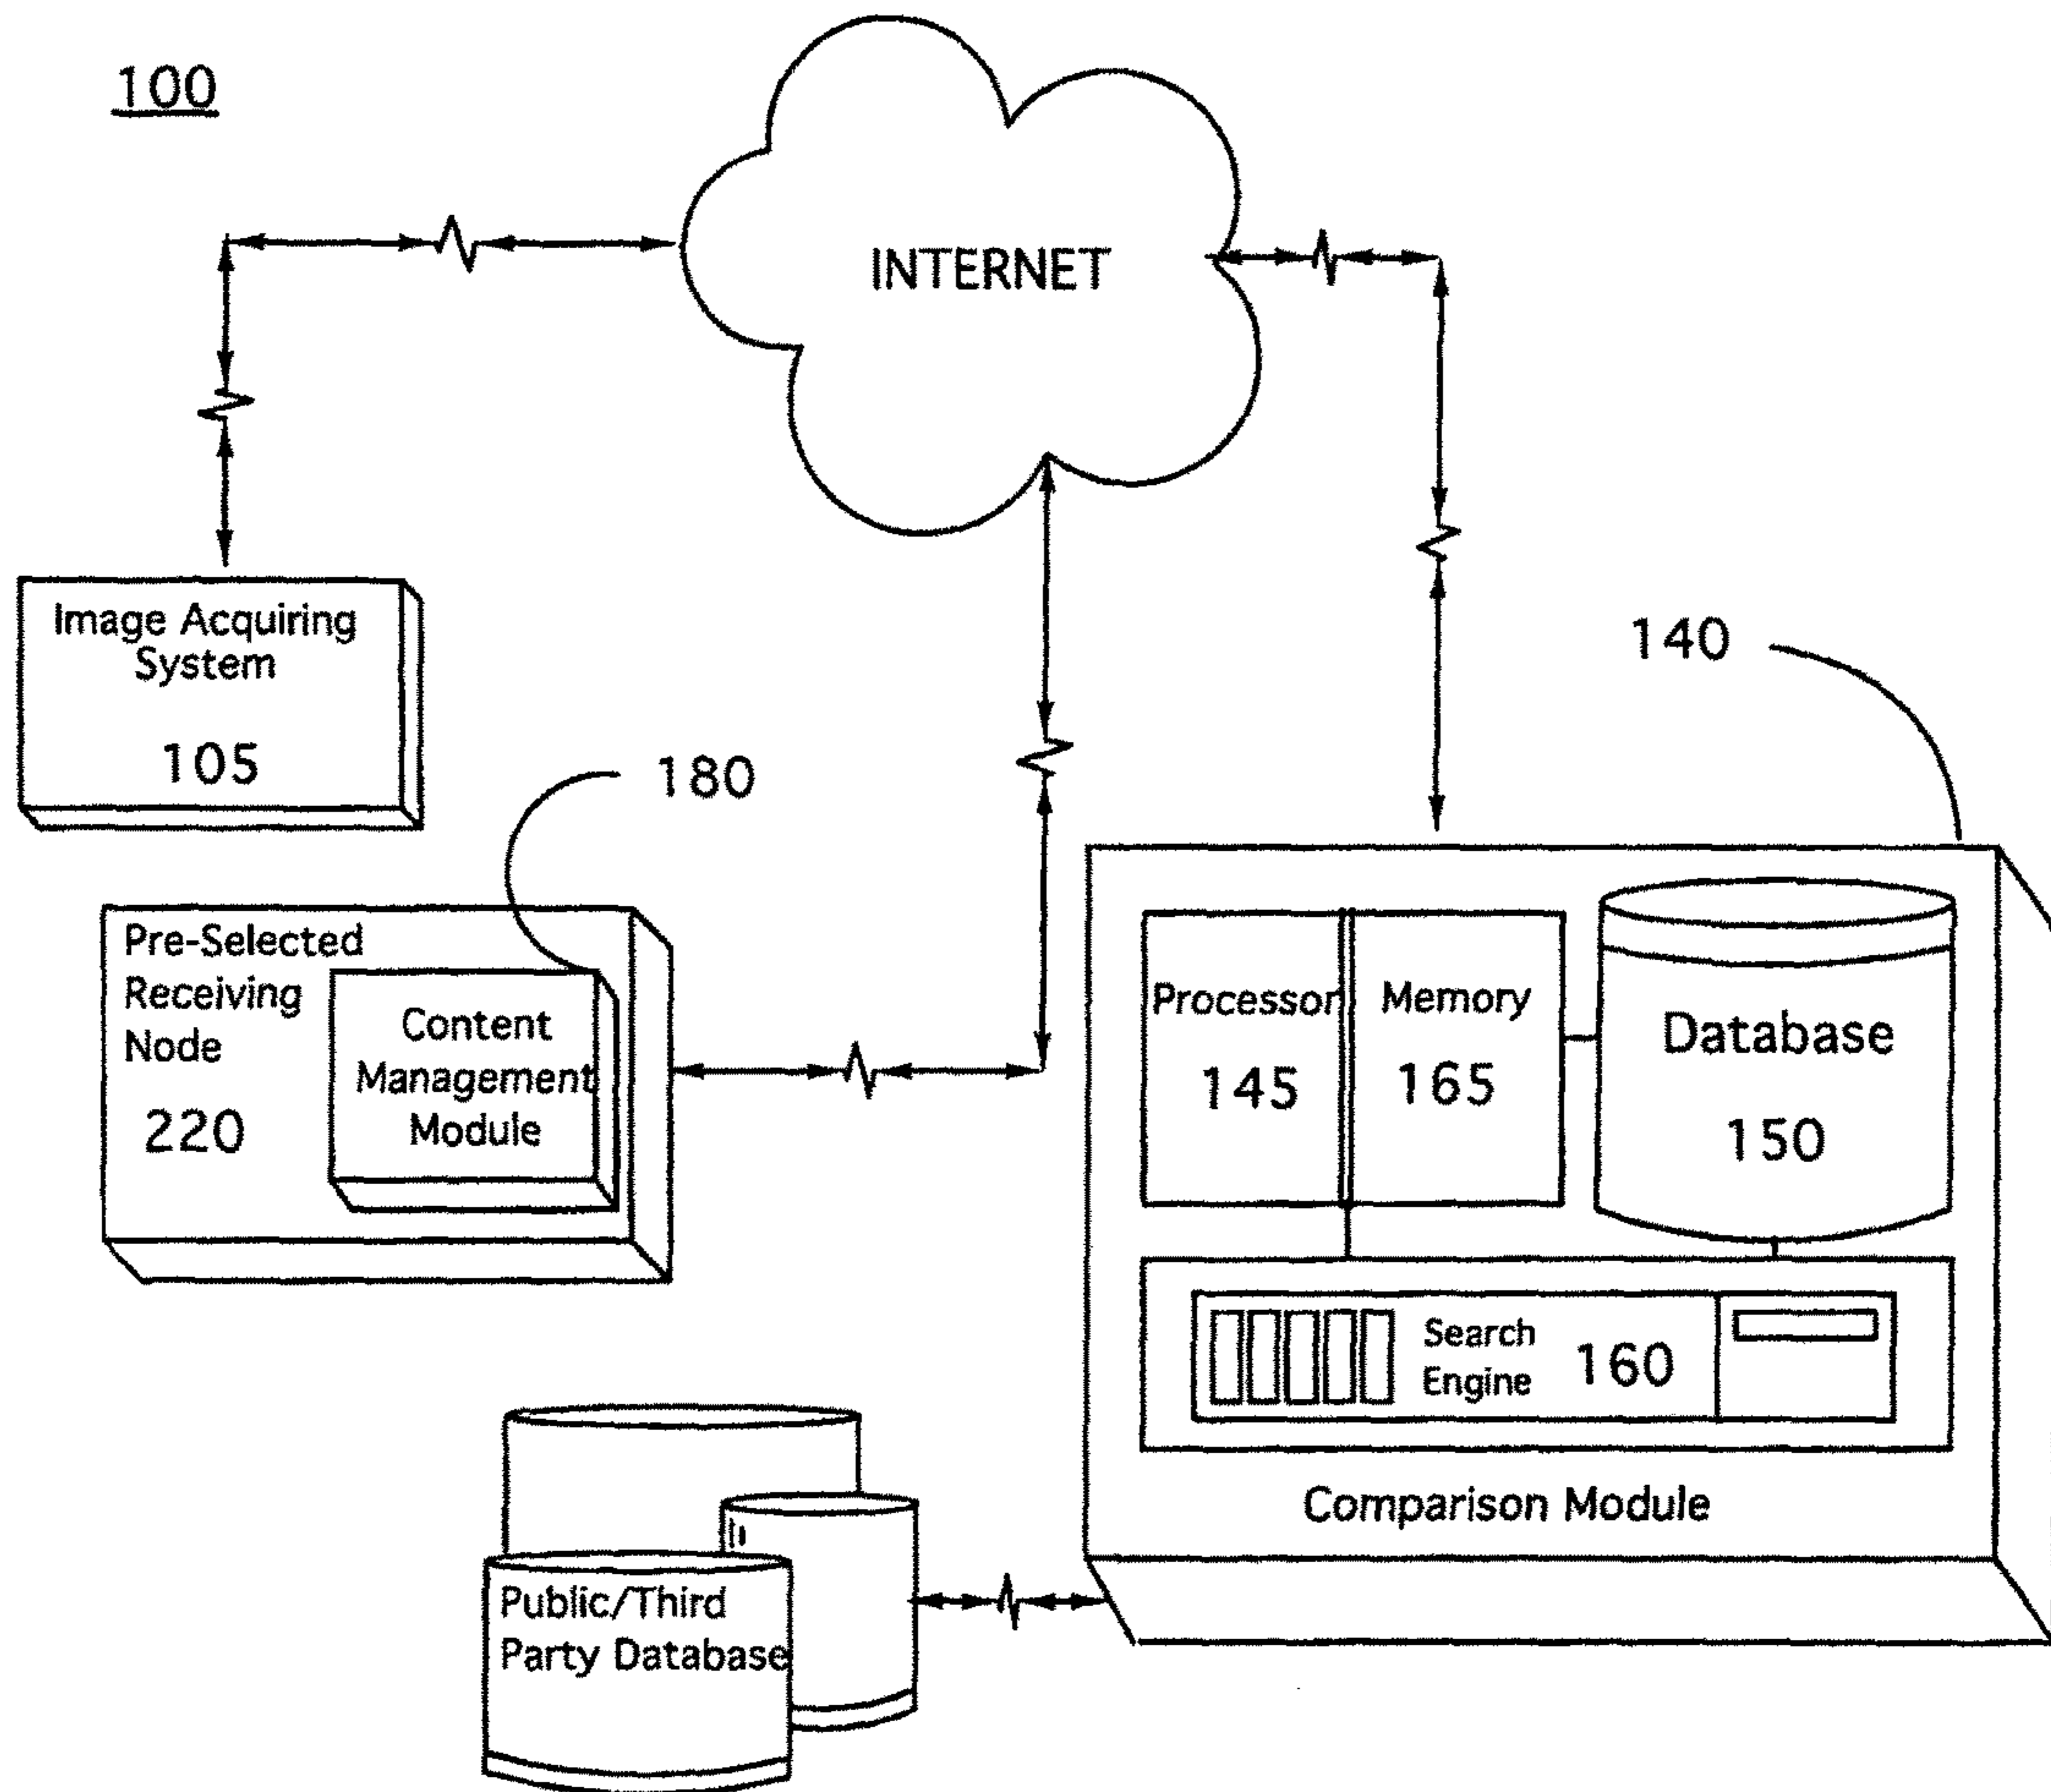 100
INTERNET
Image Acquiring
System
105
140
180
Pre-Selected
Receiving
Node
220
Content
Management
Module
Processor
145
Memory
165
Database
150
Search
Engine
160
Comparison Module
Public/Third
Party Database